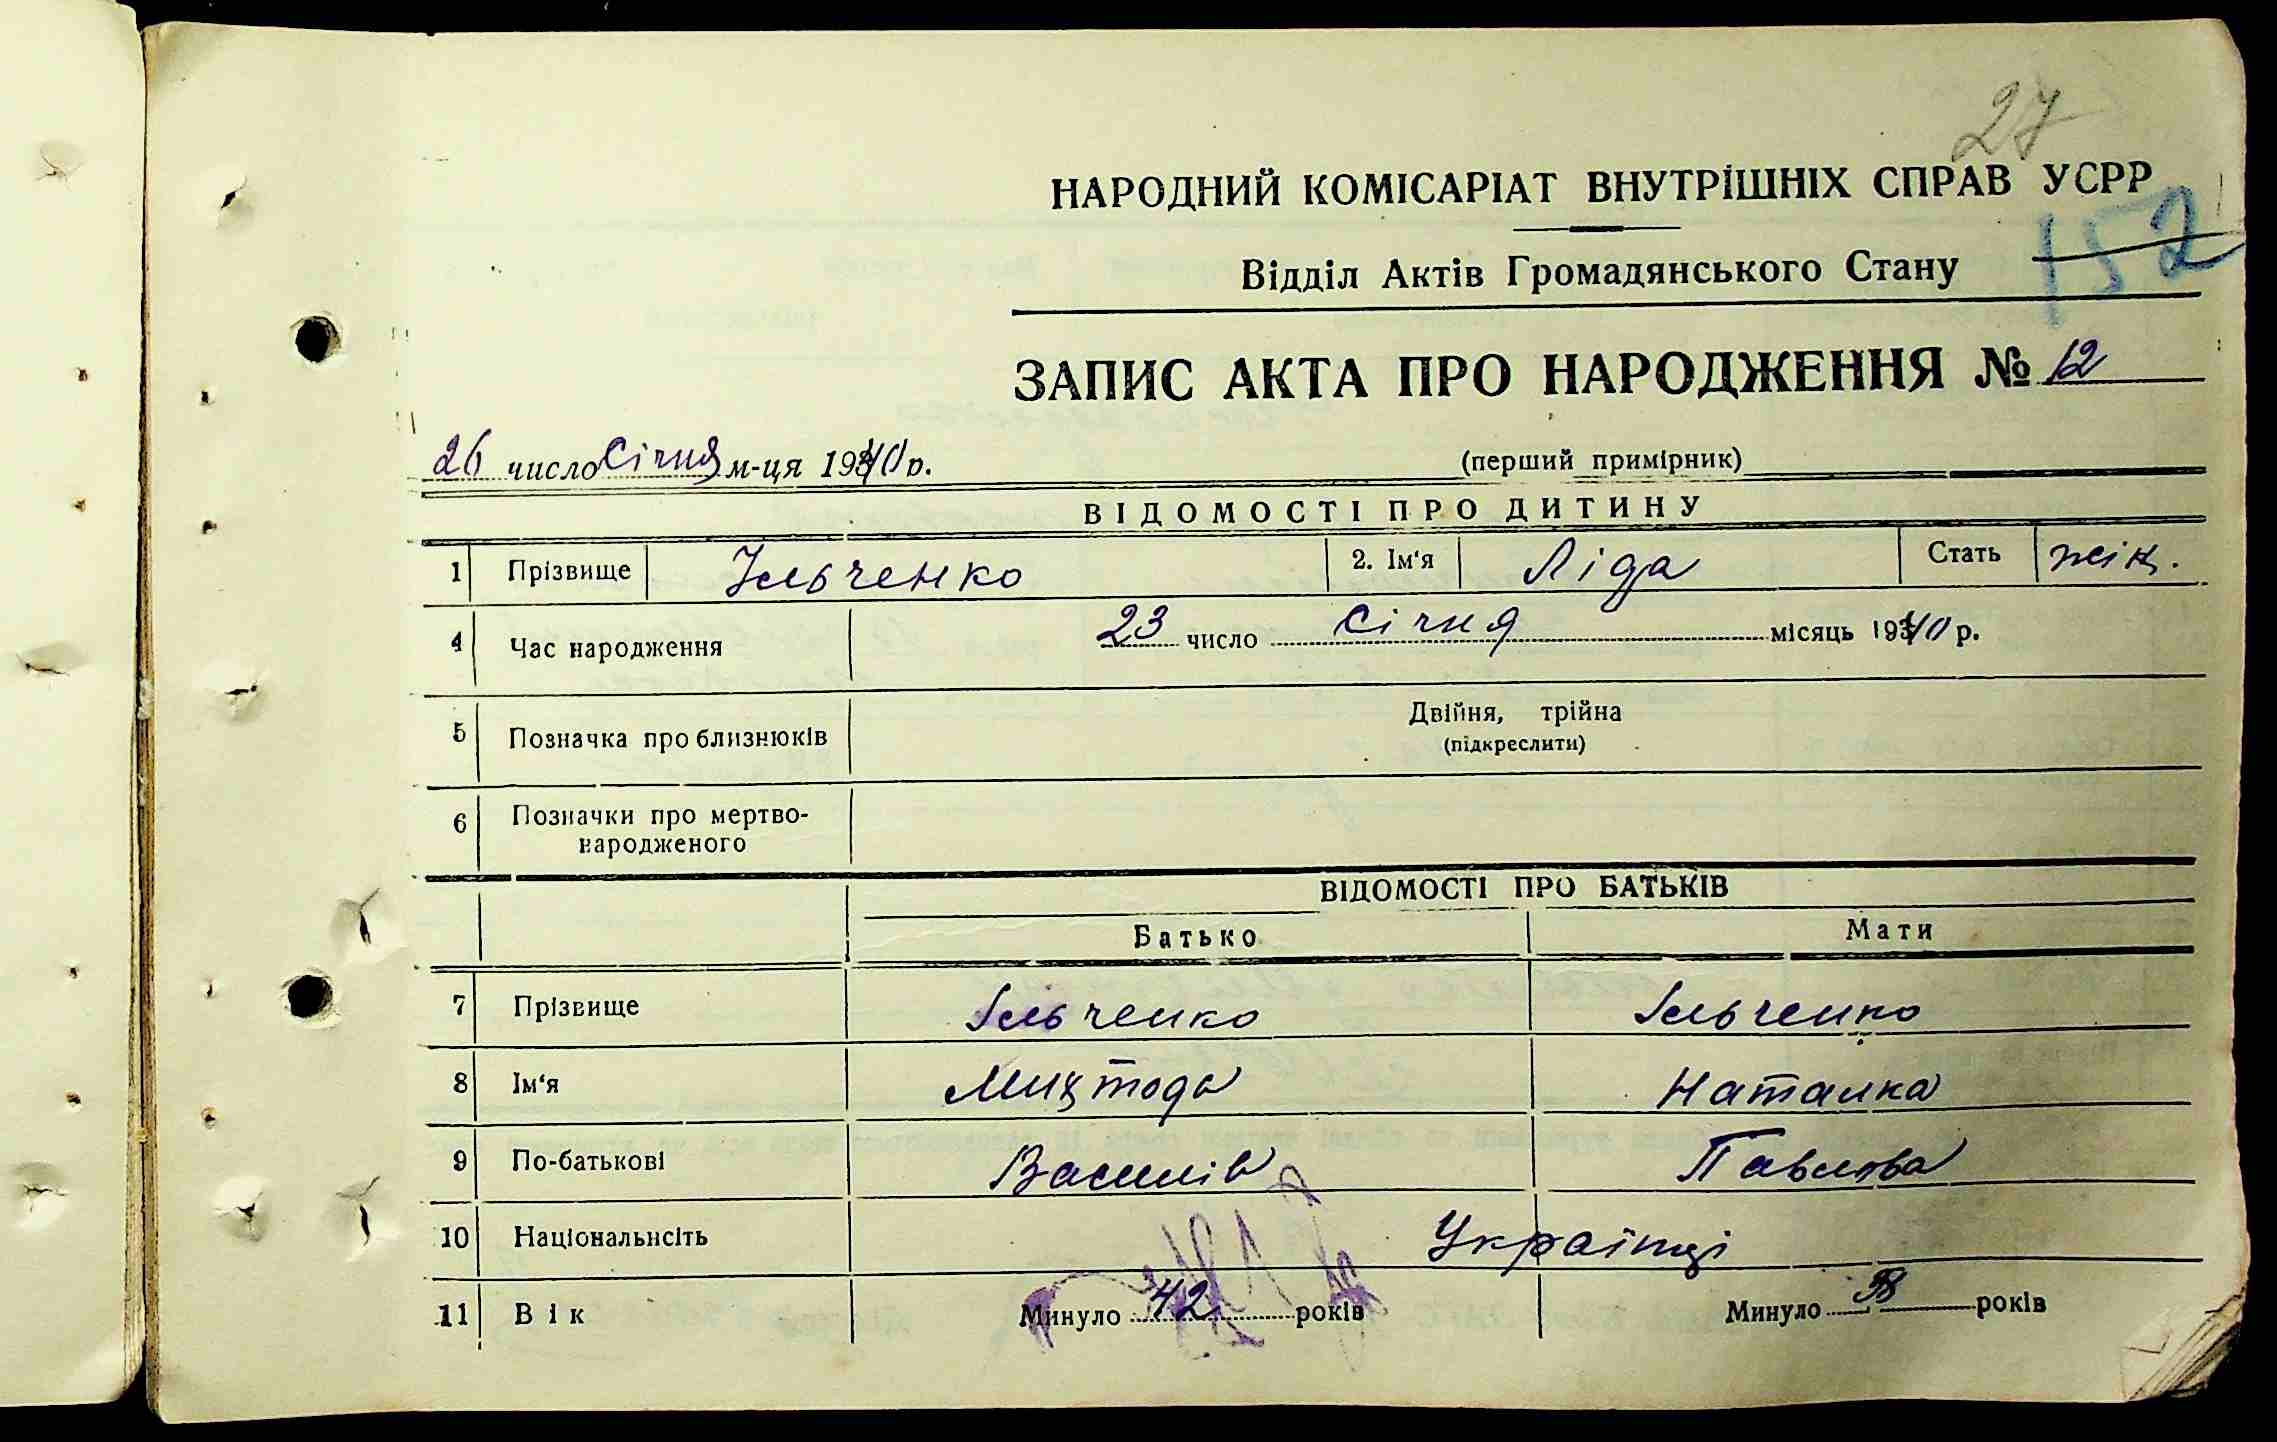 27
НАРОДНИЙ КОМІСАРІАТ ВНУТРІШНІХ СПРАВ УСРР
152
Відділ Актів Громадянського Стану
ЗАПИС АКТА ПРО НАРОДЖЕННЯ № 12
26 число Січня м-ця 1940 р. (перший примірник)
ВІДОМОСТІ ПРО ДИТИНУ
1 Прізвище Ільченко 2. Ім'я Ліда Стать жін.
4 Час народження 23 число Січня місяць 1940 р.
5 Позначка про близнюків Двійня, трійна
(підкреслити)
6 Позначки про мертво-
народженого
ВІДОМОСТІ ПРО БАТЬКІВ
Батько Мати
7 Прізвище Ільченко Ільченко
8 Ім'я Наталка
9 По-батькові Василів Павлова
10 Національність Українці
11 Вік Минуло 42 років Минуло 38 років